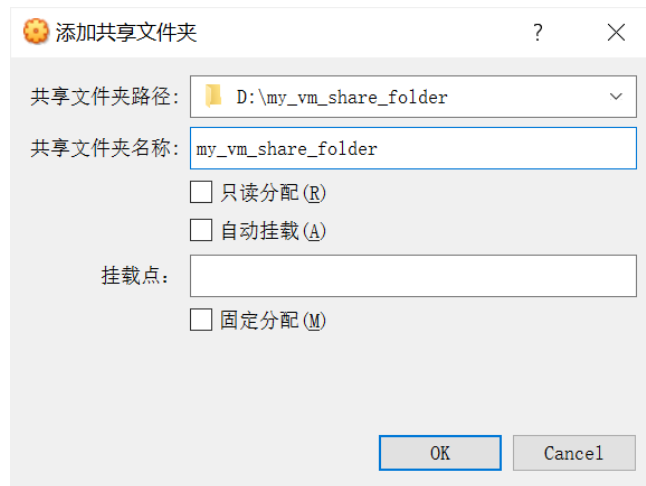 添加共享文件夹 ?
共享文件夹路径: D:\my_vm_share_folder
共享文件夹名称: my_vm_share_folder
只读分配(R)
自动挂载(A)
挂载点:
固定分配(M)
OK Cancel